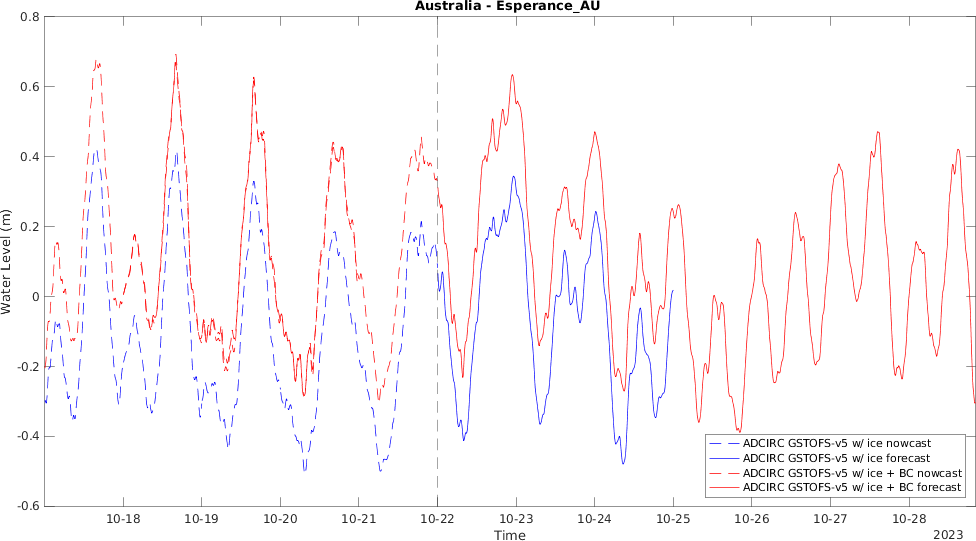 Australia - Esperance_AU
0.8
0.6
0.4
0.2
0
-0.2
-0.4
-0.6
Water Level (m)
ADCIRC GSTOFS-v5 w/ ice nowcast
ADCIRC GSTOFS-v5 w/ ice forecast
ADCIRC GSTOFS-v5 w/ ice + BC nowcast
ADCIRC GSTOFS-v5 w/ ice + BC forecast
10-18 10-19 10-20 10-21 10-22 10-23 10-24 10-25 10-26 10-27 10-28
Time 2023